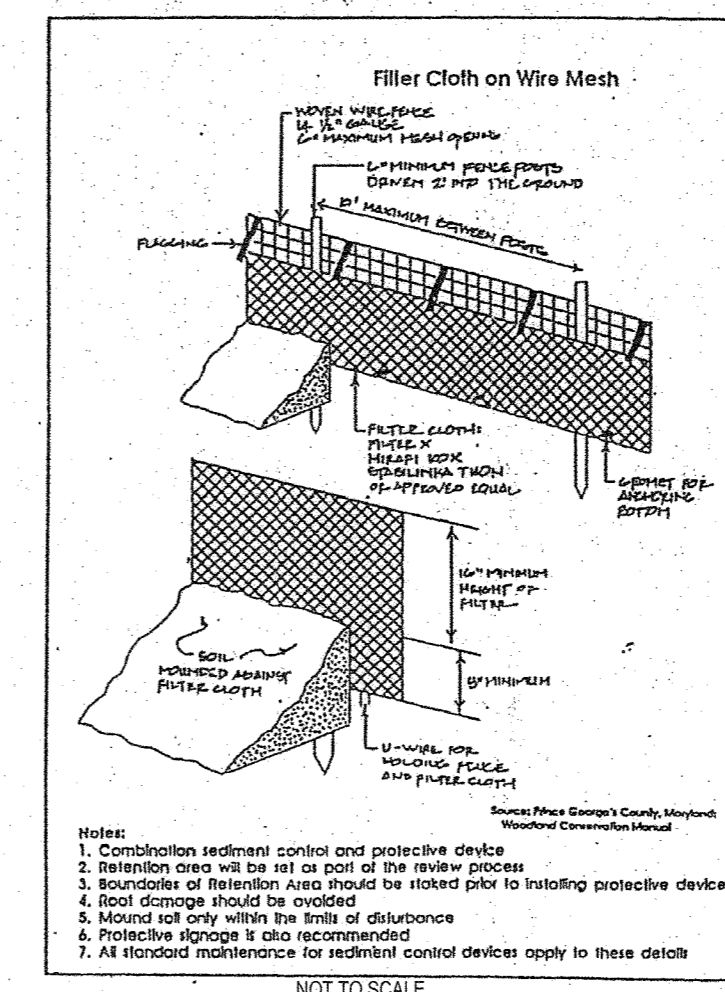 Filter Cloth on Wire Mesh
WOVEN WIRE FENCE
14 1/2" GAUGE
6" MAXIMUM MESH OPENING
6" MINIMUM FENCE POSTS
DRIVEN 2' INTO THE GROUND
MAXIMUM BETWEEN POSTS
FLAGGING
FILTER CLOTH:
FILTER X
MIRAFI
OR APPROVED EQUAL
GROMET FOR
ANCHORING
BOTTOM
16" MINIMUM
HEIGHT OF
FILTER
8" MINIMUM
SOIL
MOUNDED AGAINST
FILTER CLOTH
U-WIRE FOR
HOLDING FENCE
AND FILTER CLOTH
Source: Prince George's County, Maryland:
Woodland Conservation Manual
Notes:
1. Combination sediment control and protective device
2. Retention area will be set as part of the review process
3. Boundaries of Retention Area should be staked prior to installing protective device
4. Root damage should be avoided
5. Mound soil only within the limits of disturbance
6. Protective signage is also recommended
7. All standard maintenance for sediment control devices apply to these details
NOT TO SCALE